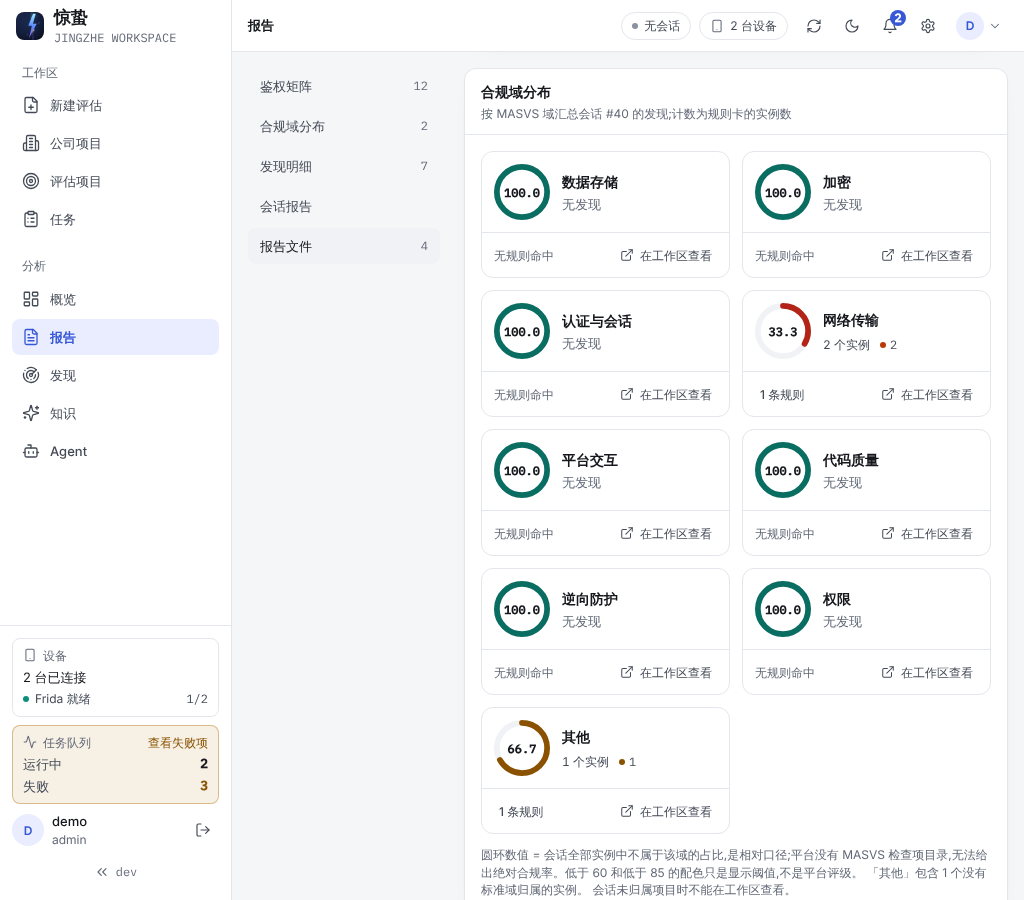 惊蛰
JINGZHE WORKSPACE
工作区
新建评估
公司项目
评估项目
任务
分析
概览
报告
发现
知识
Agent
设备
2 台已连接
Frida 就绪 1/2
任务队列 查看失败项
运行中 2
失败 3
D demo
admin
dev
报告
无会话
2 台设备
2
D
鉴权矩阵 12
合规域分布 2
发现明细 7
会话报告
报告文件 4
合规域分布
按 MASVS 域汇总会话 #40 的发现;计数为规则卡的实例数
100.0 数据存储
无发现
无规则命中 在工作区查看
100.0 加密
无发现
无规则命中 在工作区查看
100.0 认证与会话
无发现
无规则命中 在工作区查看
33.3 网络传输
2 个实例 2
1 条规则 在工作区查看
100.0 平台交互
无发现
无规则命中 在工作区查看
100.0 代码质量
无发现
无规则命中 在工作区查看
100.0 逆向防护
无发现
无规则命中 在工作区查看
100.0 权限
无发现
无规则命中 在工作区查看
66.7 其他
1 个实例 1
1 条规则 在工作区查看
圆环数值 = 会话全部实例中不属于该域的占比,是相对口径;平台没有 MASVS 检查项目录,无法给
出绝对合规率。低于 60 和低于 85 的配色只是显示阈值,不是平台评级。 「其他」包含 1 个没有
标准域归属的实例。 会话未归属项目时不能在工作区查看。